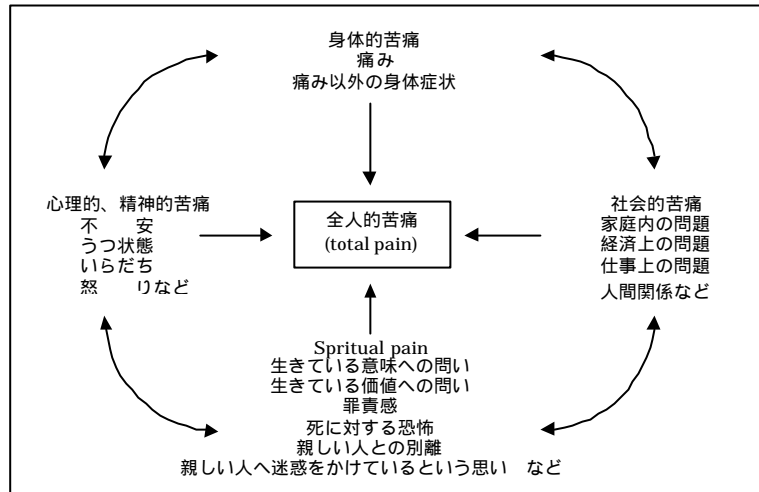 身体的苦痛
痛み
痛み以外の身体症状
心理的、精神的苦痛
不　　安
うつ状態
いらだち
怒　　りなど
全人的苦痛
(total pain)
社会的苦痛
家庭内の問題
経済上の問題
仕事上の問題
人間関係など
Spritual pain
生きている意味への問い
生きている価値への問い
罪責感
死に対する恐怖
親しい人との別離
親しい人へ迷惑をかけているという思い　など